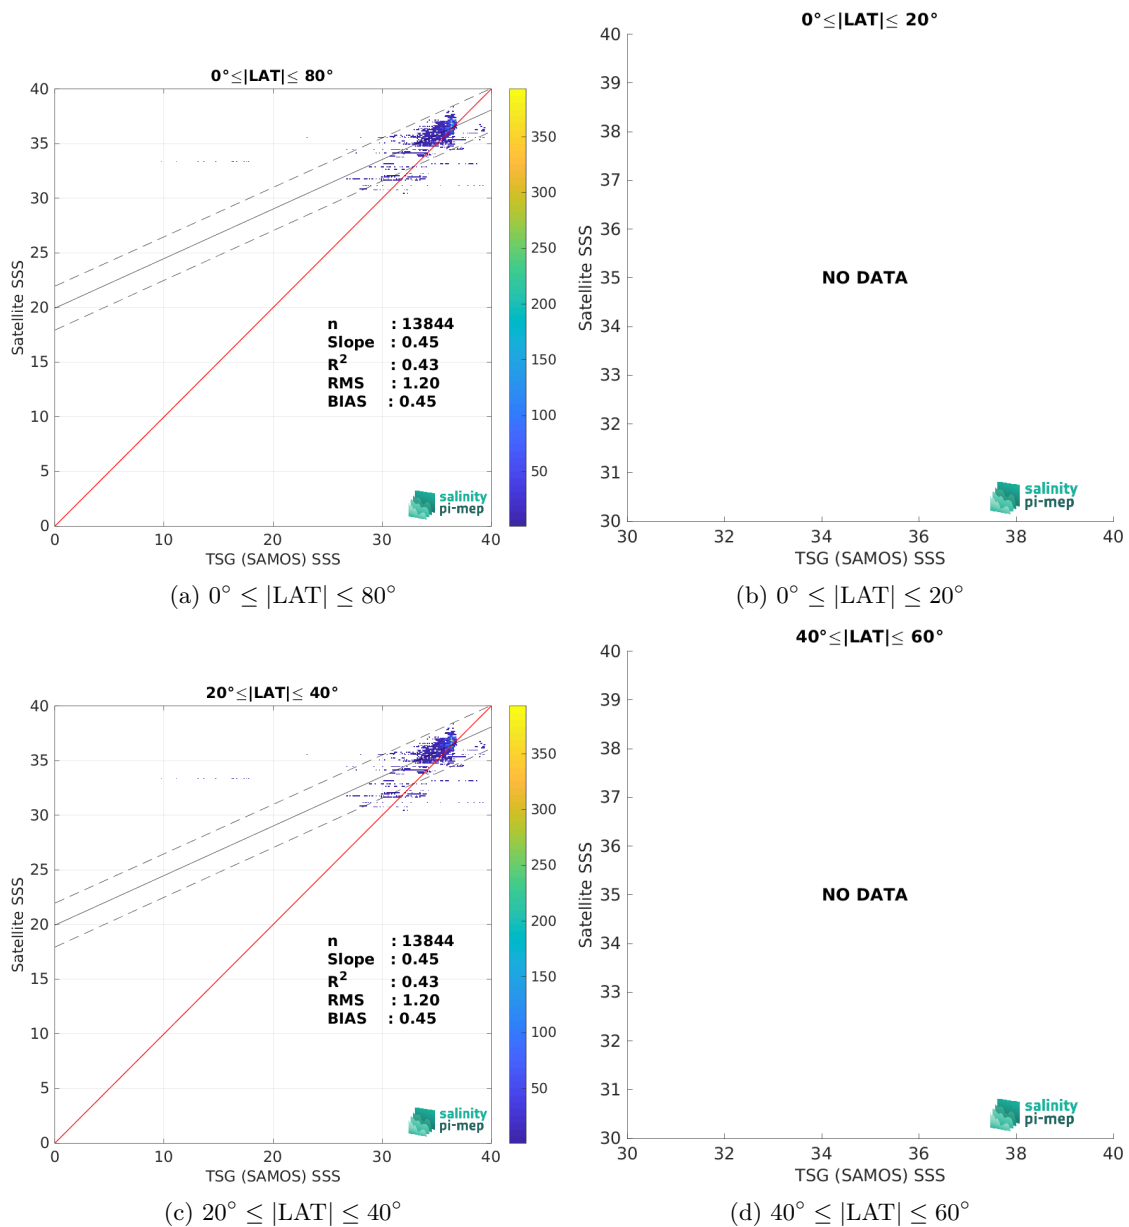 0°≤|LAT|≤ 80°
40
35
30
25
20
15
10
5
0
Satellite SSS
n : 13844
Slope : 0.45
R² : 0.43
RMS : 1.20
BIAS : 0.45
salinity
pi-mep
0 10 20 30 40
TSG (SAMOS) SSS
350
300
250
200
150
100
50
(a) 0° ≤ |LAT| ≤ 80°
0°≤|LAT|≤ 20°
40
39
38
37
36
35
34
33
32
31
30
Satellite SSS
NO DATA
salinity
pi-mep
30 32 34 36 38 40
TSG (SAMOS) SSS
(b) 0° ≤ |LAT| ≤ 20°
20°≤|LAT|≤ 40°
40
35
30
25
20
15
10
5
0
Satellite SSS
n : 13844
Slope : 0.45
R² : 0.43
RMS : 1.20
BIAS : 0.45
salinity
pi-mep
0 10 20 30 40
TSG (SAMOS) SSS
350
300
250
200
150
100
50
(c) 20° ≤ |LAT| ≤ 40°
40°≤|LAT|≤ 60°
40
39
38
37
36
35
34
33
32
31
30
Satellite SSS
NO DATA
salinity
pi-mep
30 32 34 36 38 40
TSG (SAMOS) SSS
(d) 40° ≤ |LAT| ≤ 60°